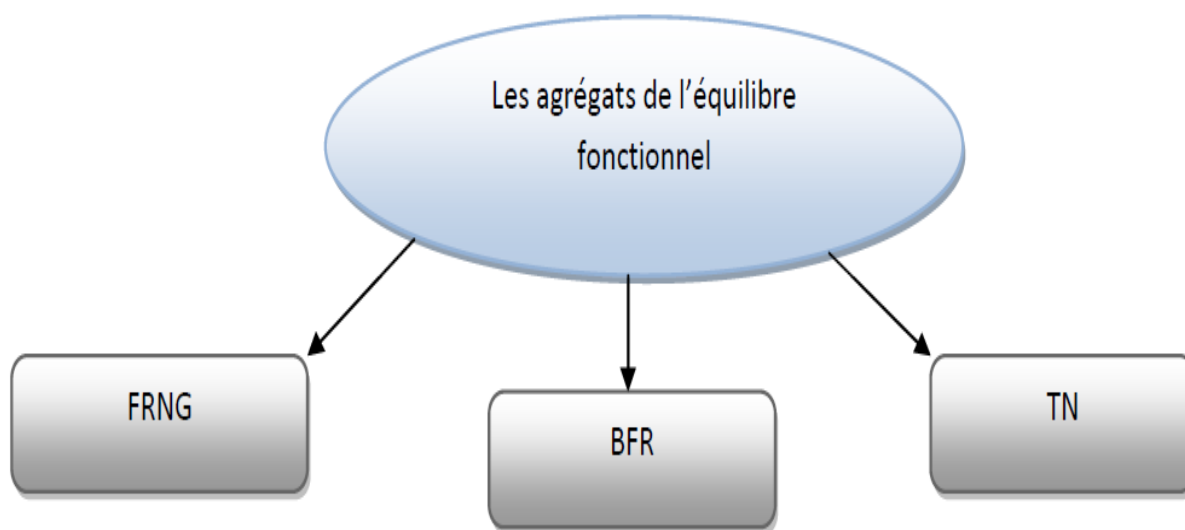 Les agrégats de l’équilibre
fonctionnel
FRNG
BFR
TN